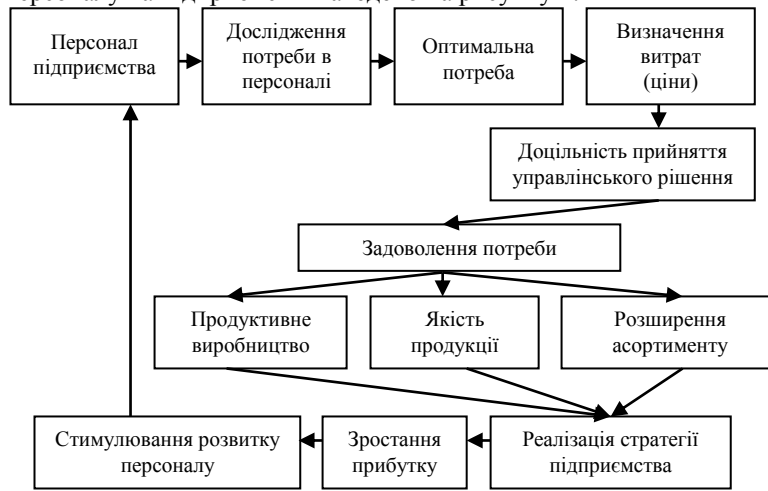 Персонал
підприємства
Дослідження
потреби в
персоналі
Оптимальна
потреба
Визначення
витрат
(ціни)
Доцільність прийняття
управлінського рішення
Задоволення потреби
Продуктивне
виробництво
Якість
продукції
Розширення
асортименту
Стимулювання розвитку
персоналу
Зростання
прибутку
Реалізація стратегії
підприємства